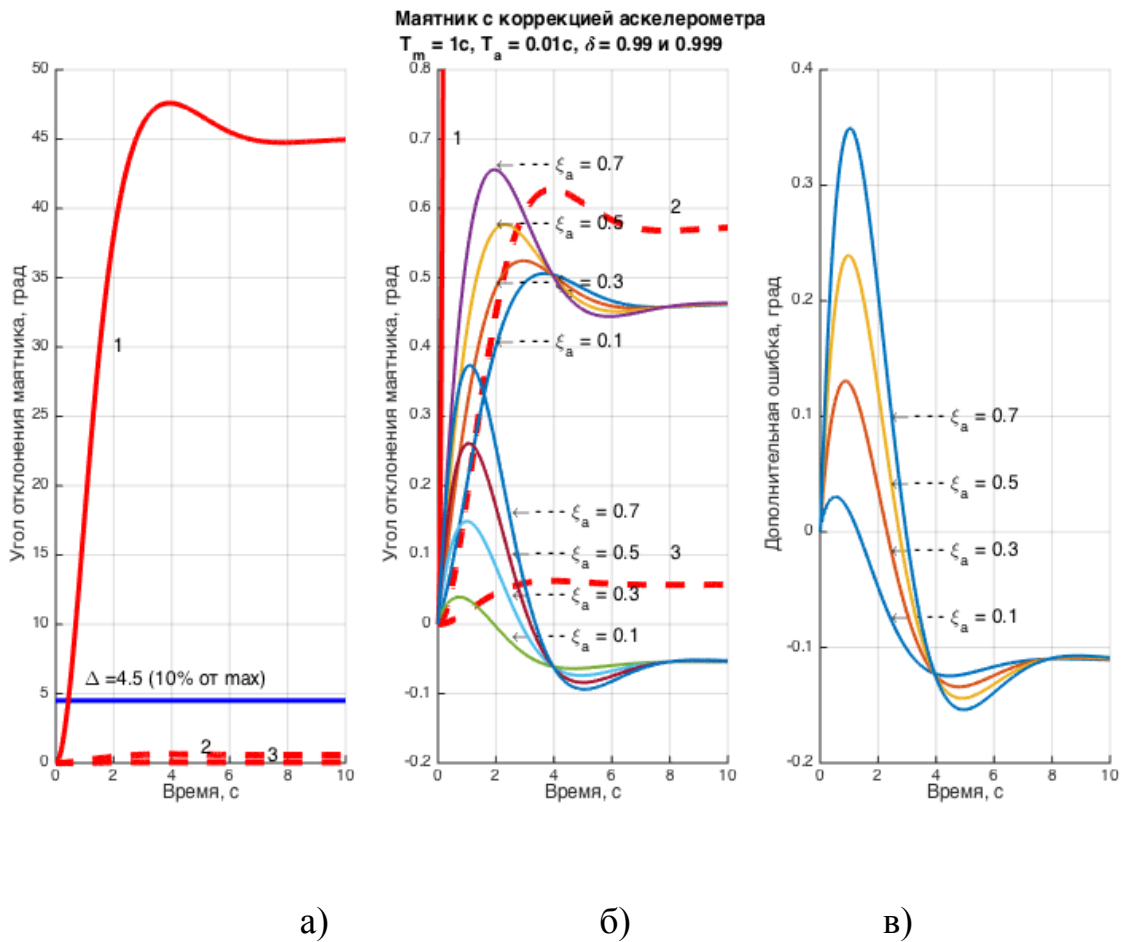 Маятник с коррекцией аскелерометра
T_m = 1c, T_a = 0.01c, δ = 0.99 и 0.999
Угол отклонения маятника, град
50
45
40
35
30
25
20
15
10
5
0
1
Δ =4.5 (10% от max)
2
3
0 2 4 6 8 10
Время, с
Угол отклонения маятника, град
0.8
0.7
0.6
0.5
0.4
0.3
0.2
0.1
0
-0.1
-0.2
1
ξ_a = 0.7
2
ξ_a = 0.5
ξ_a = 0.3
ξ_a = 0.1
ξ_a = 0.7
ξ_a = 0.5
3
ξ_a = 0.3
ξ_a = 0.1
0 2 4 6 8 10
Время, с
Дополнительная ошибка, град
0.4
0.3
0.2
0.1
0
-0.1
-0.2
ξ_a = 0.7
ξ_a = 0.5
ξ_a = 0.3
ξ_a = 0.1
0 2 4 6 8 10
Время, с
а) б) в)